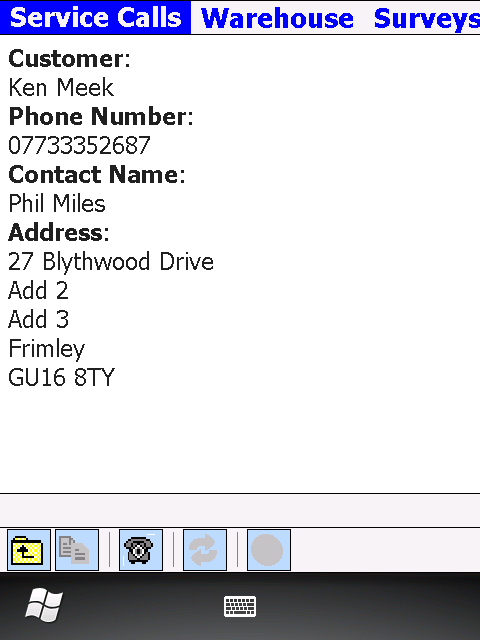 Service Calls Warehouse Surveys
Customer:
Ken Meek
Phone Number:
07733352687
Contact Name:
Phil Miles
Address:
27 Blythwood Drive
Add 2
Add 3
Frimley
GU16 8TY